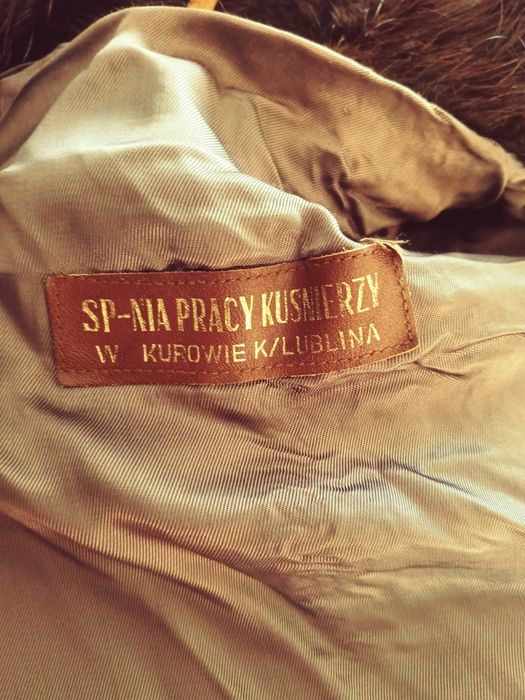 SP-NIA PRACY KUSNIERZY
W KUROWIE K/LUBLINA